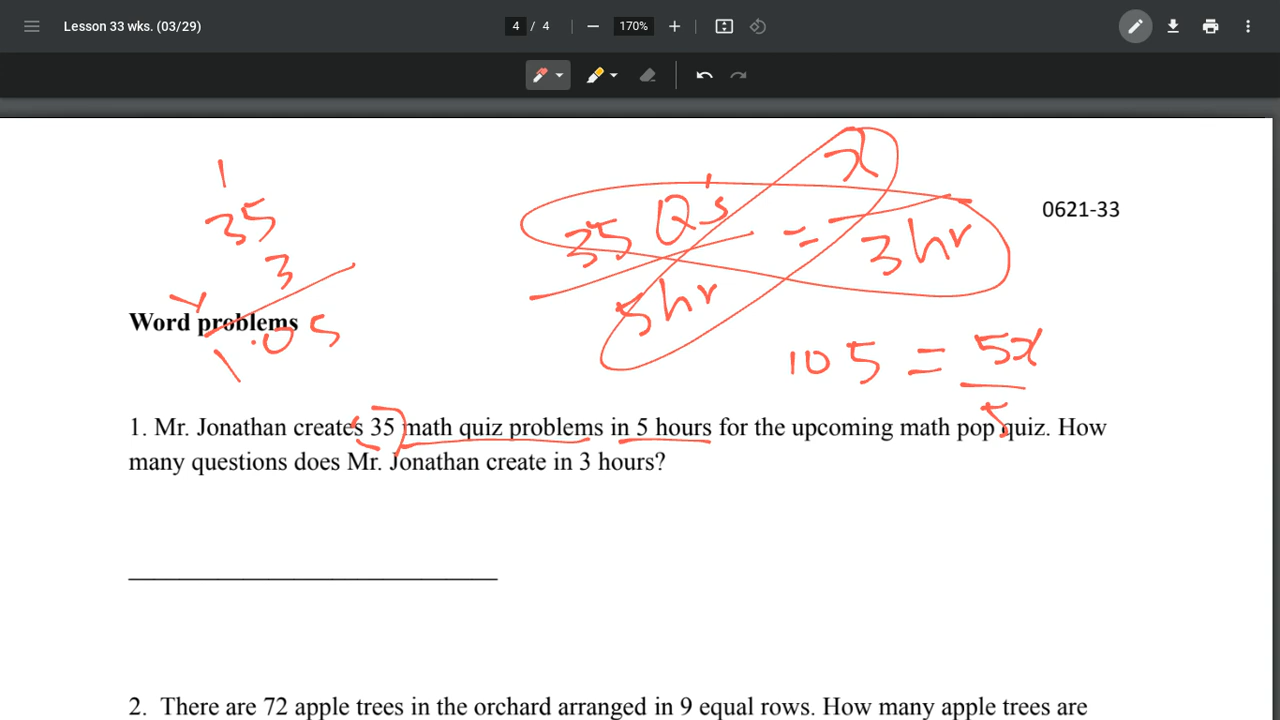 Lesson 33 wks. (03/29)
4 / 4
170%
1
35
3
1.05
35 Q's
5hr
=
x
3hr
0621-33
Word problems
105 = 5x
5
1. Mr. Jonathan creates 35 math quiz problems in 5 hours for the upcoming math pop quiz. How
many questions does Mr. Jonathan create in 3 hours?
2. There are 72 apple trees in the orchard arranged in 9 equal rows. How many apple trees are